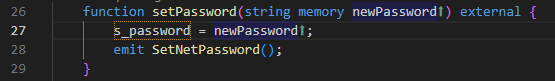 26 function setPassword(string memory newPassword⬆) external {
27 s_password = newPassword⬆;
28 emit SetNetPassword();
29 }